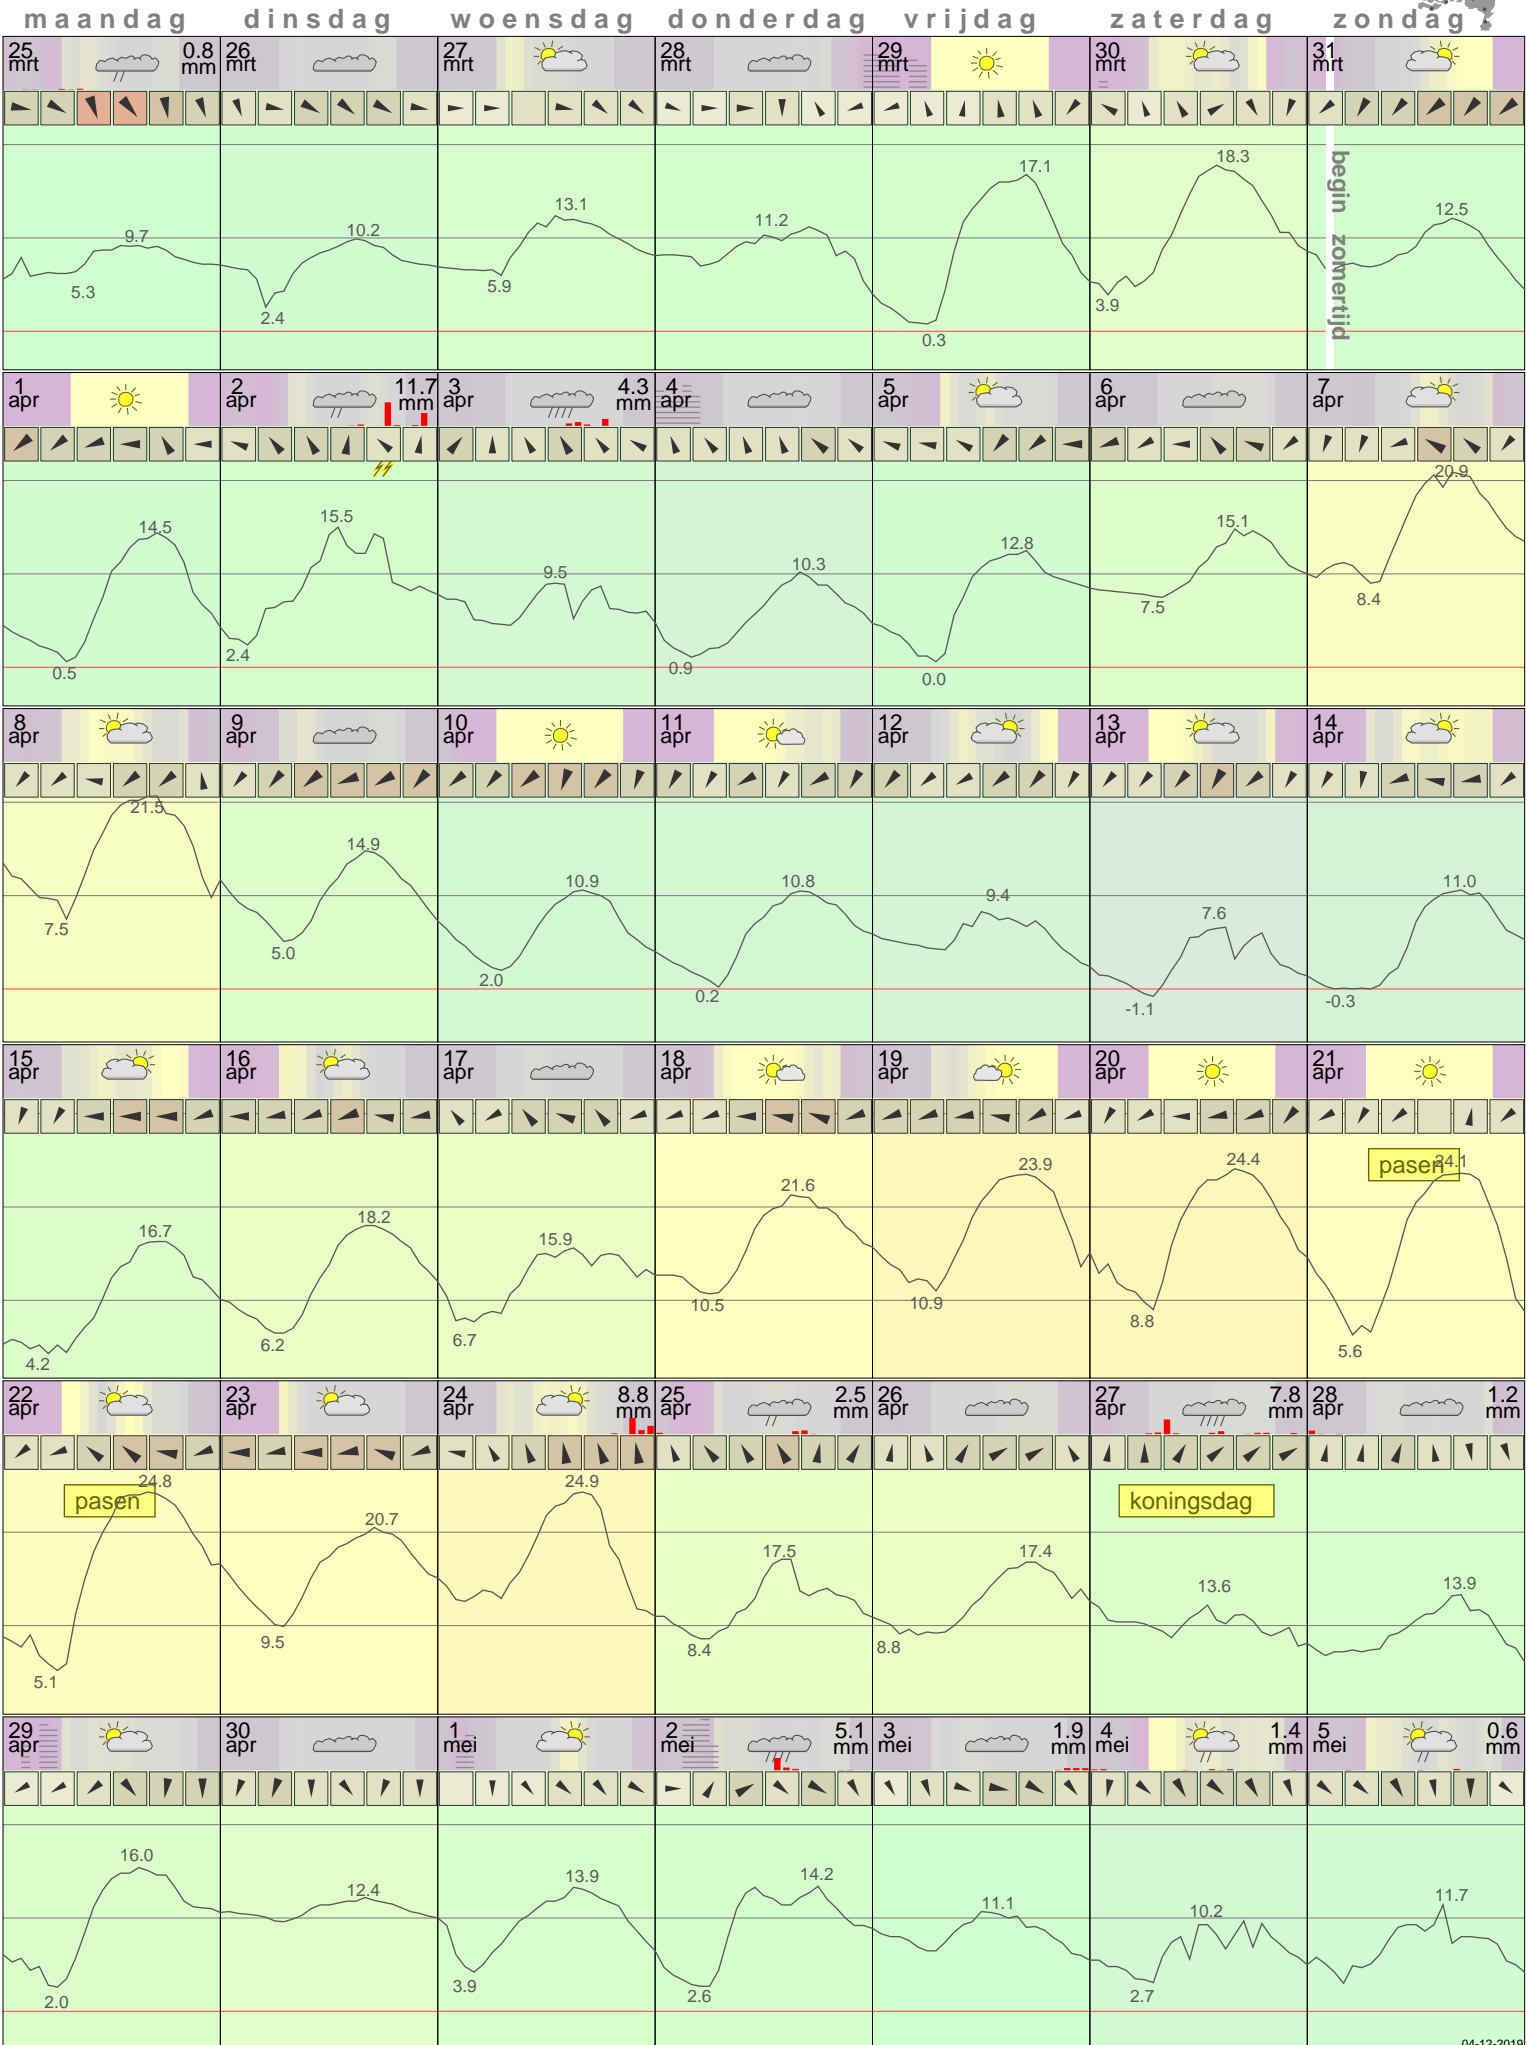 maandag dinsdag woensdag donderdag vrijdag zaterdag zondag
25 mrt 0.8 mm 26 mrt 27 mrt 28 mrt 29 mrt 30 mrt 31 mrt
9.7 5.3 10.2 2.4 13.1 5.9 11.2 17.1 0.3 18.3 3.9 12.5
begin zomertijd
1 apr 2 apr 11.7 mm 3 apr 4.3 mm 4 apr 5 apr 6 apr 7 apr
14.5 0.5 15.5 2.4 9.5 10.3 0.9 12.8 0.0 15.1 7.5 20.9 8.4
8 apr 9 apr 10 apr 11 apr 12 apr 13 apr 14 apr
21.5 7.5 14.9 5.0 10.9 2.0 10.8 0.2 9.4 7.6 -1.1 11.0 -0.3
15 apr 16 apr 17 apr 18 apr 19 apr 20 apr 21 apr
pasen
16.7 4.2 18.2 6.2 15.9 6.7 21.6 10.5 23.9 10.9 24.4 8.8 24.1 5.6
22 apr 23 apr 24 apr 8.8 mm 25 apr 2.5 mm 26 apr 27 apr 7.8 mm 28 apr 1.2 mm
pasen koningsdag
24.8 5.1 20.7 9.5 24.9 17.5 8.4 17.4 8.8 13.6 13.9
29 apr 30 apr 1 mei 2 mei 5.1 mm 3 mei 1.9 mm 4 mei 1.4 mm 5 mei 0.6 mm
16.0 2.0 12.4 13.9 3.9 14.2 2.6 11.1 10.2 2.7 11.7
04-12-2019